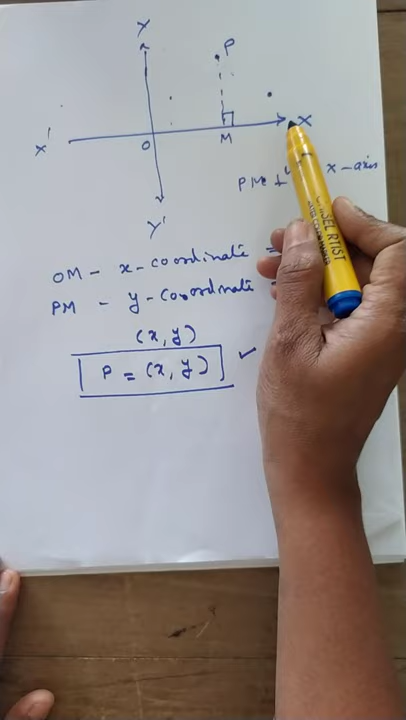 Y
P
X' O M X
PM ⊥ x-axis
Y'
OM - x-coordinate =
PM - y-coordinate =
(x, y)
P = (x, y) ✓